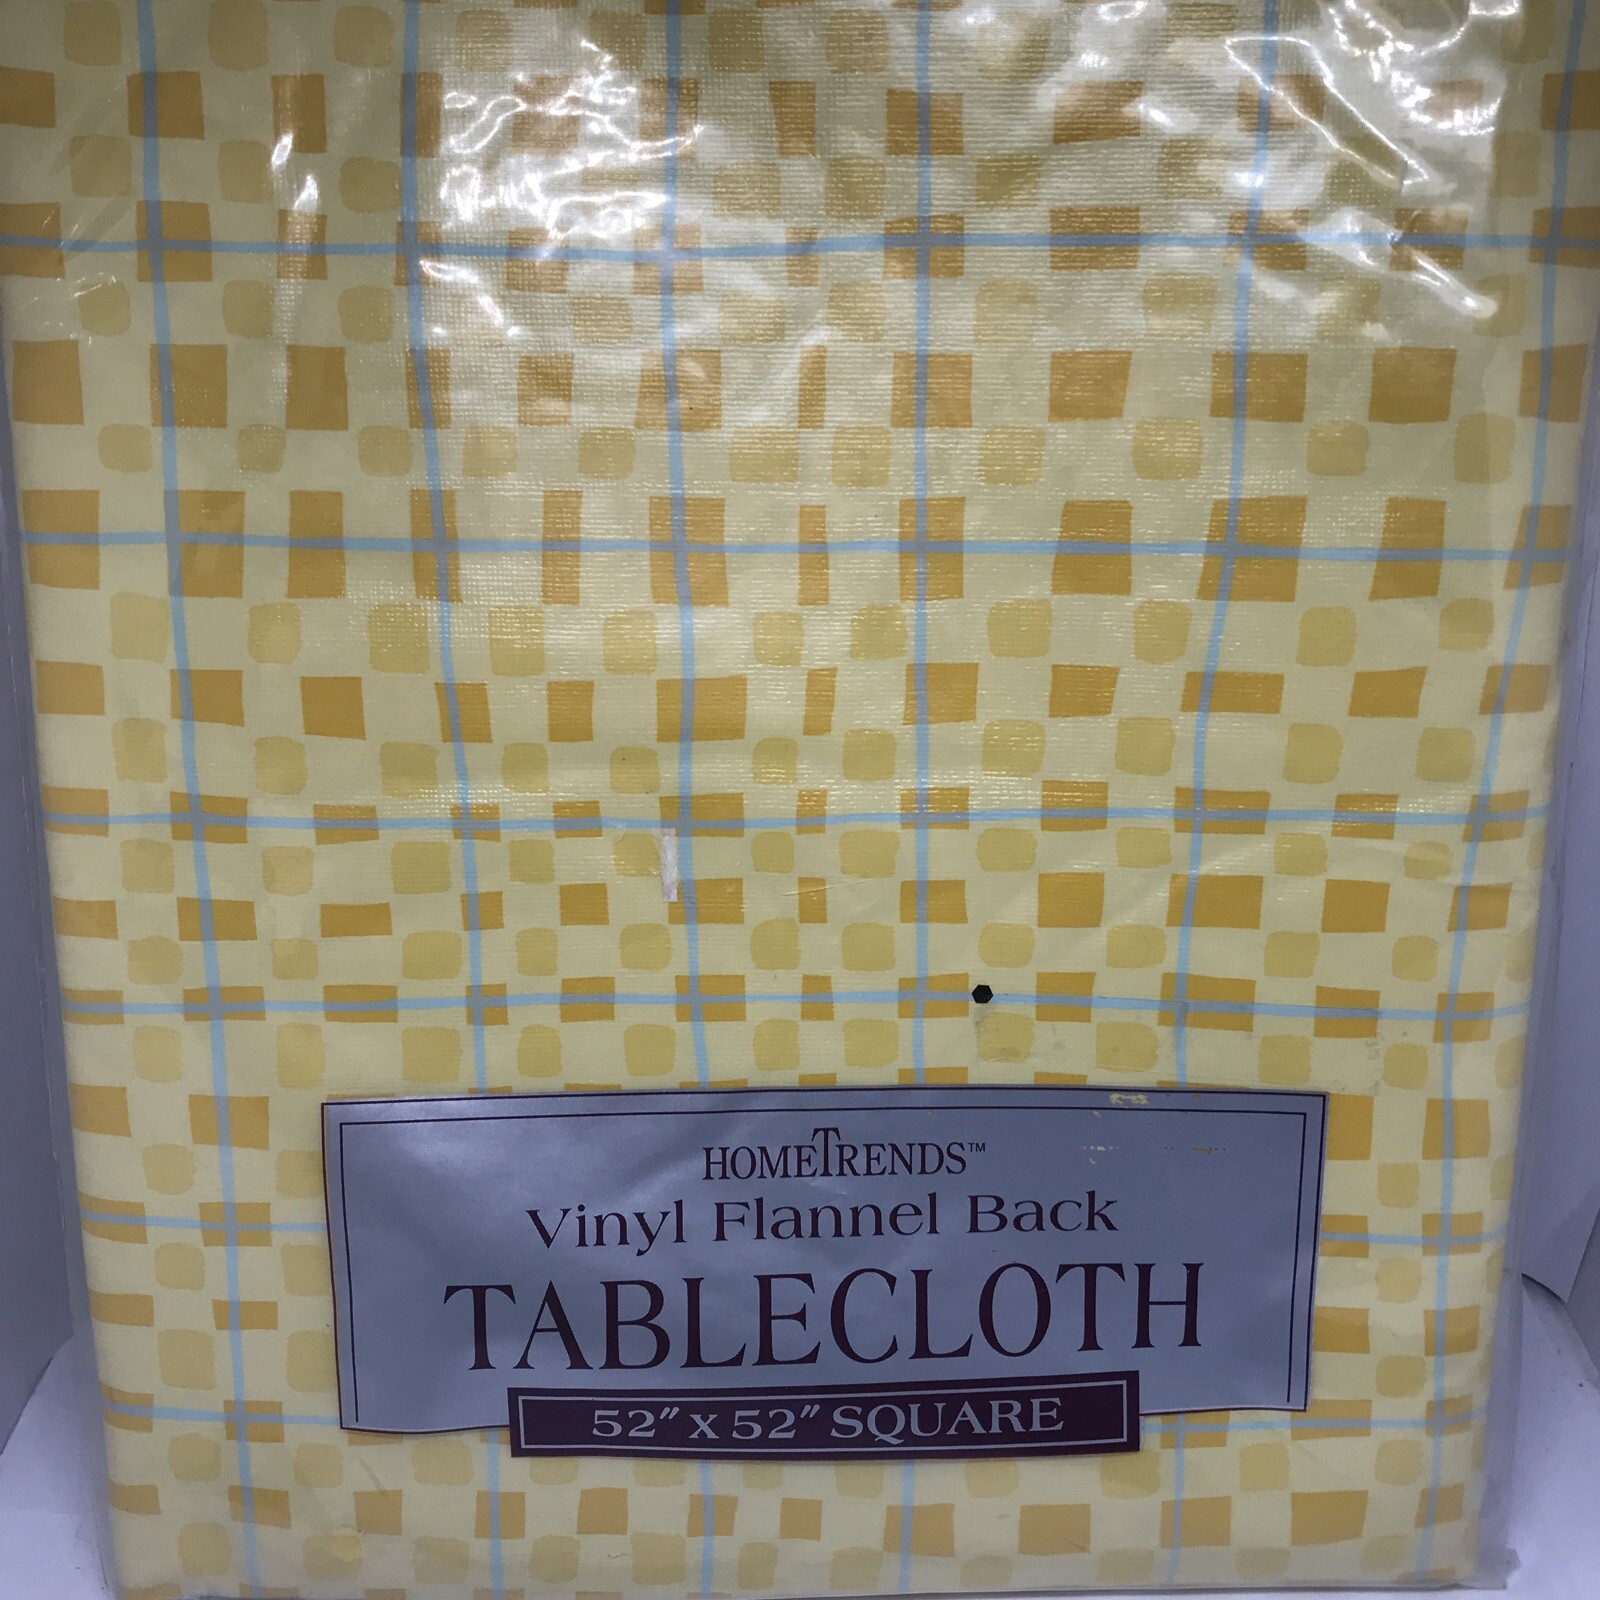 HOMETRENDS™
Vinyl Flannel Back
TABLECLOTH
52" x 52" SQUARE